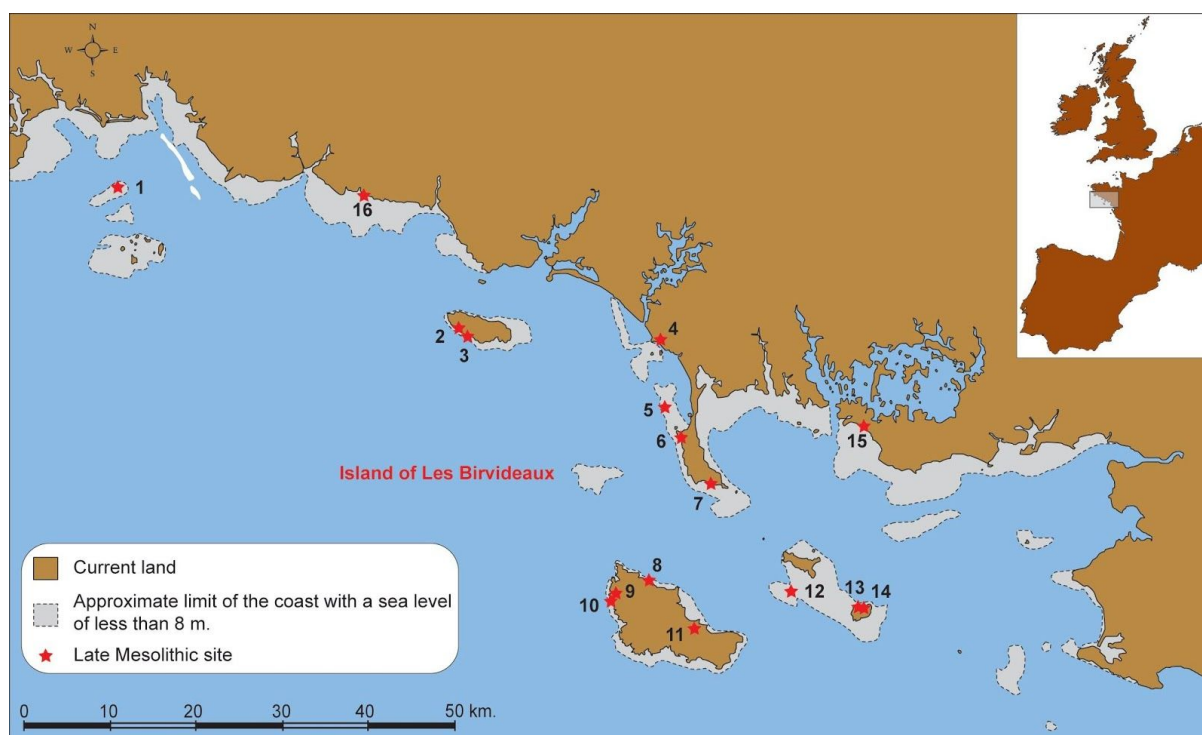 N
W E
S
1
16
2
3
4
5
6
15
Island of Les Birvideaux
7
8
9
10
11
12
13 14
Current land
Approximate limit of the coast with a sea level
of less than 8 m.
Late Mesolithic site
0 10 20 30 40 50 km.